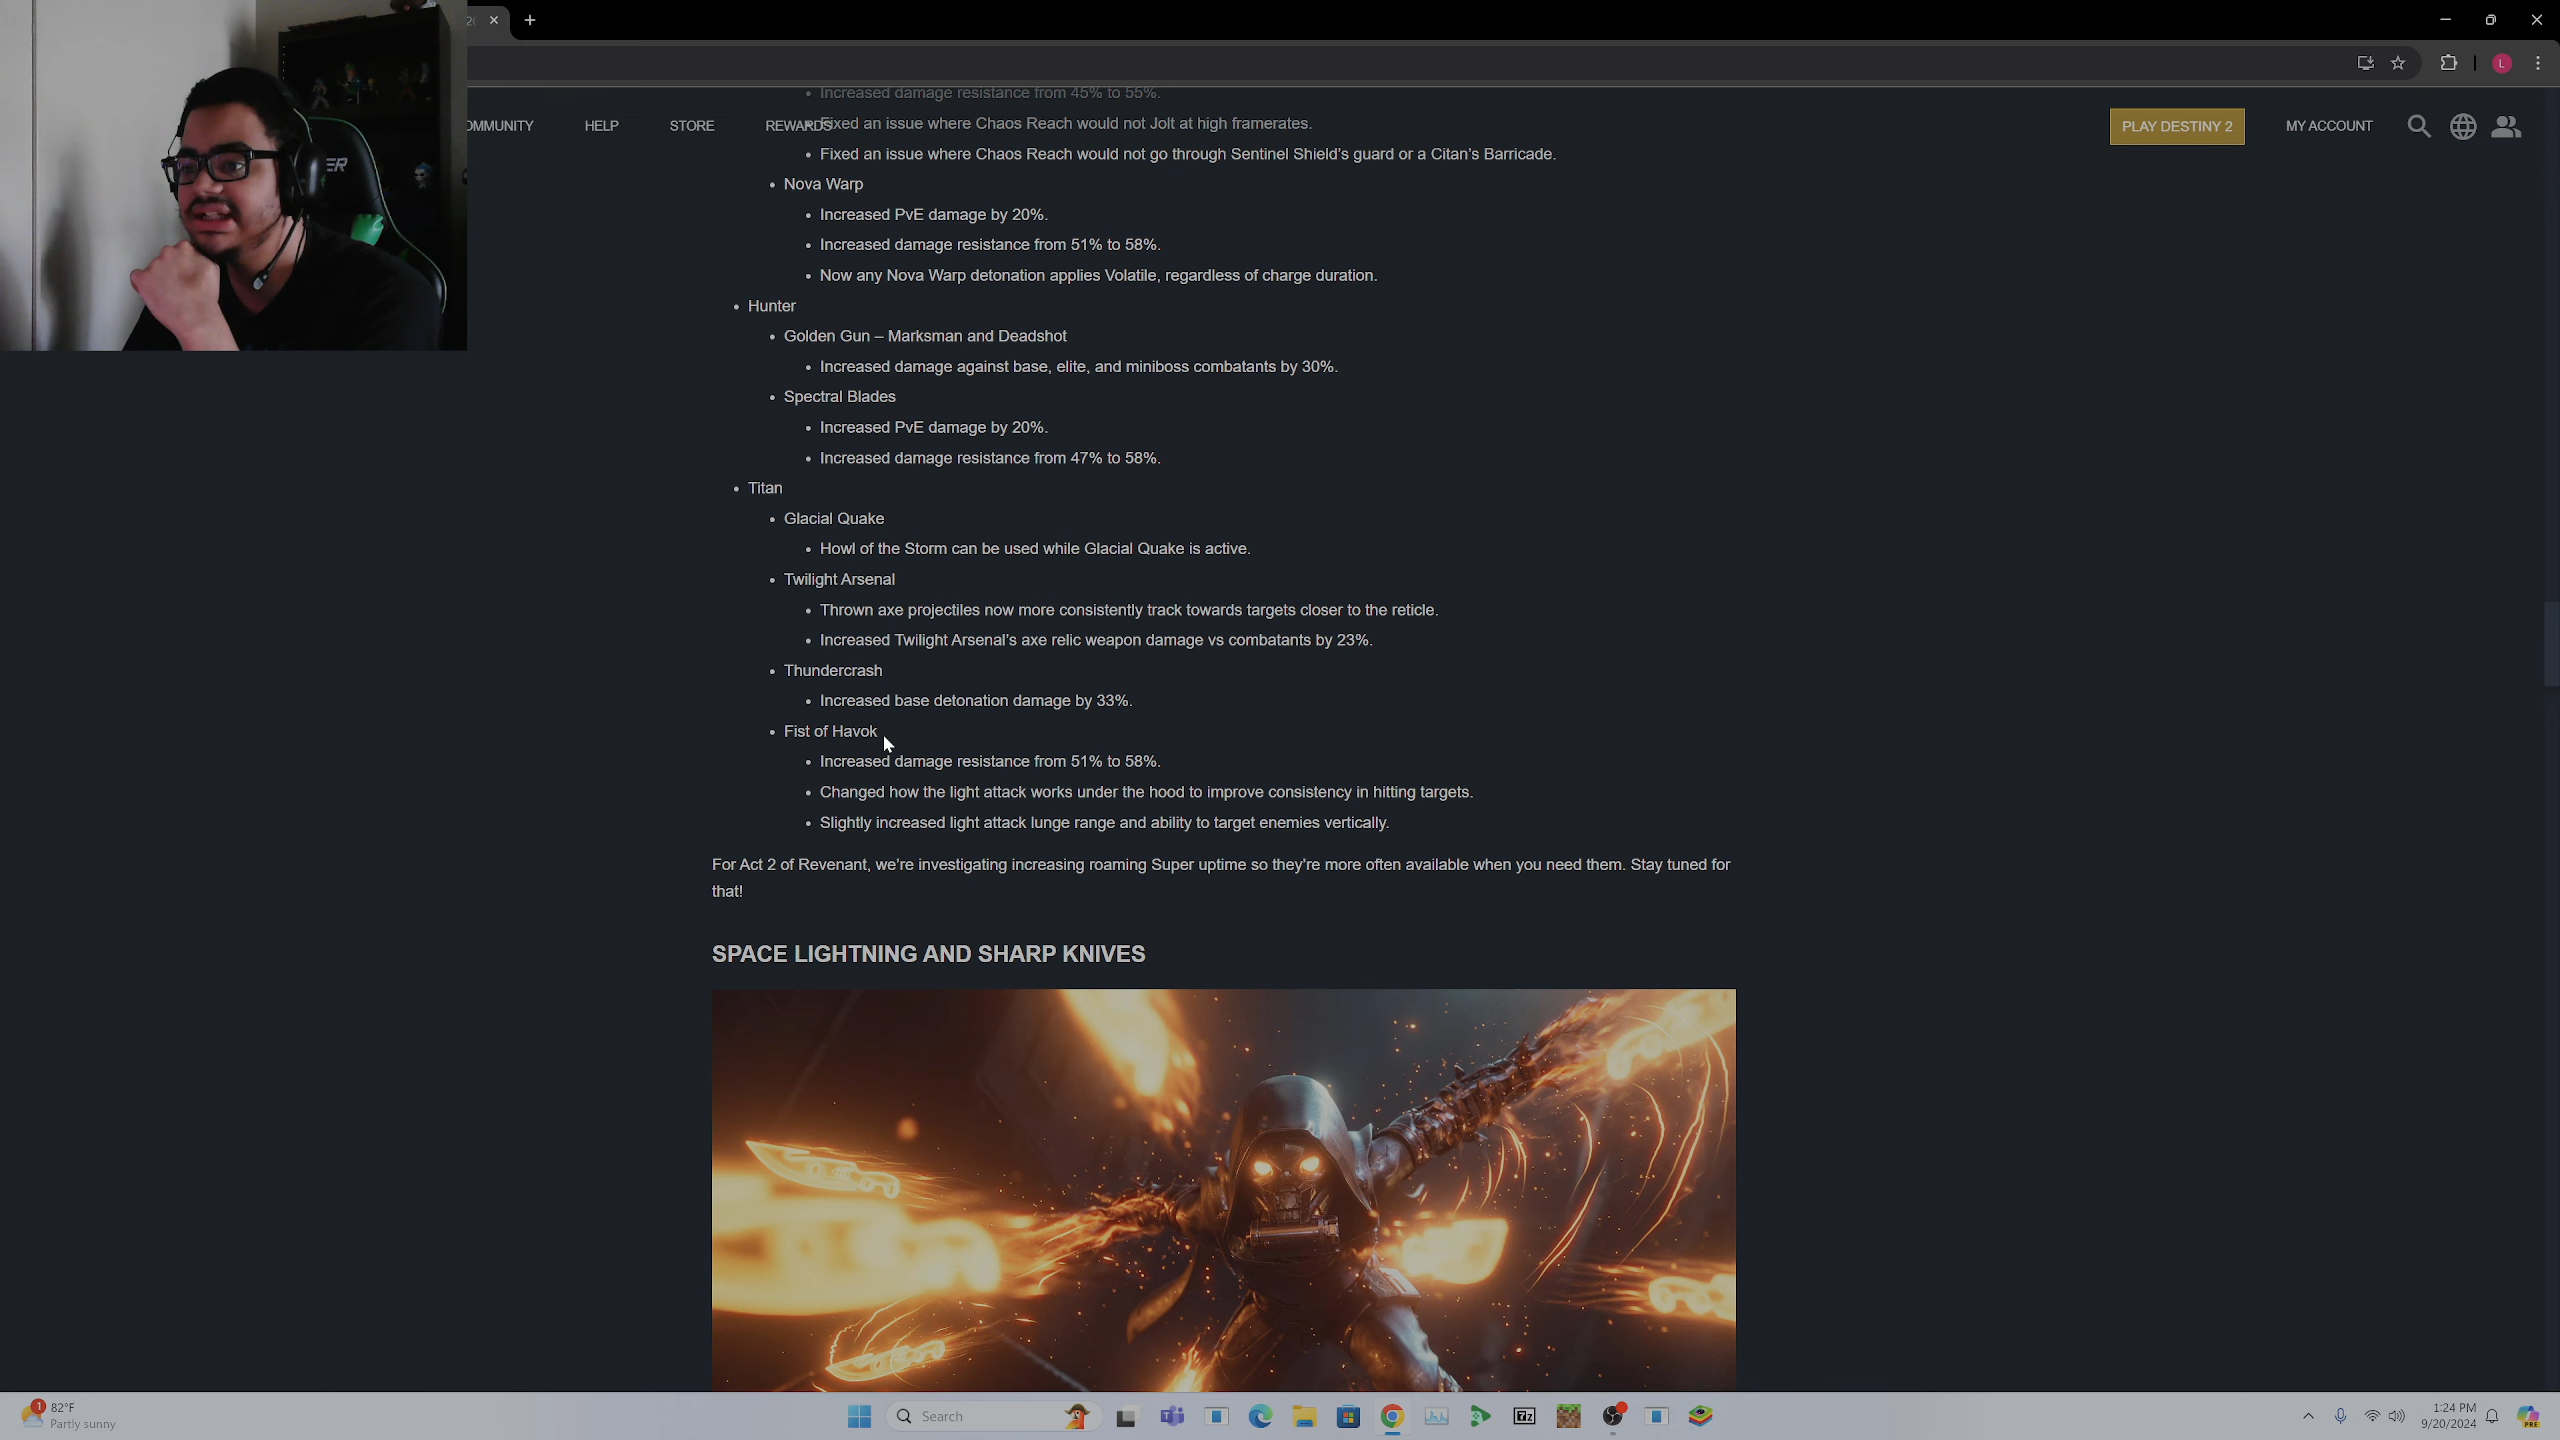 OMMUNITY HELP STORE REWARDS PLAY DESTINY 2 MY ACCOUNT L
Increased damage resistance from 45% to 55%.
Fixed an issue where Chaos Reach would not Jolt at high framerates.
Fixed an issue where Chaos Reach would not go through Sentinel Shield’s guard or a Citan’s Barricade.
Nova Warp
Increased PvE damage by 20%.
Increased damage resistance from 51% to 58%.
Now any Nova Warp detonation applies Volatile, regardless of charge duration.
Hunter
Golden Gun – Marksman and Deadshot
Increased damage against base, elite, and miniboss combatants by 30%.
Spectral Blades
Increased PvE damage by 20%.
Increased damage resistance from 47% to 58%.
Titan
Glacial Quake
Howl of the Storm can be used while Glacial Quake is active.
Twilight Arsenal
Thrown axe projectiles now more consistently track towards targets closer to the reticle.
Increased Twilight Arsenal’s axe relic weapon damage vs combatants by 23%.
Thundercrash
Increased base detonation damage by 33%.
Fist of Havok
Increased damage resistance from 51% to 58%.
Changed how the light attack works under the hood to improve consistency in hitting targets.
Slightly increased light attack lunge range and ability to target enemies vertically.
For Act 2 of Revenant, we’re investigating increasing roaming Super uptime so they’re more often available when you need them. Stay tuned for
that!
SPACE LIGHTNING AND SHARP KNIVES
1
82°F
Partly sunny
Search
1:24 PM
9/20/2024
PRE